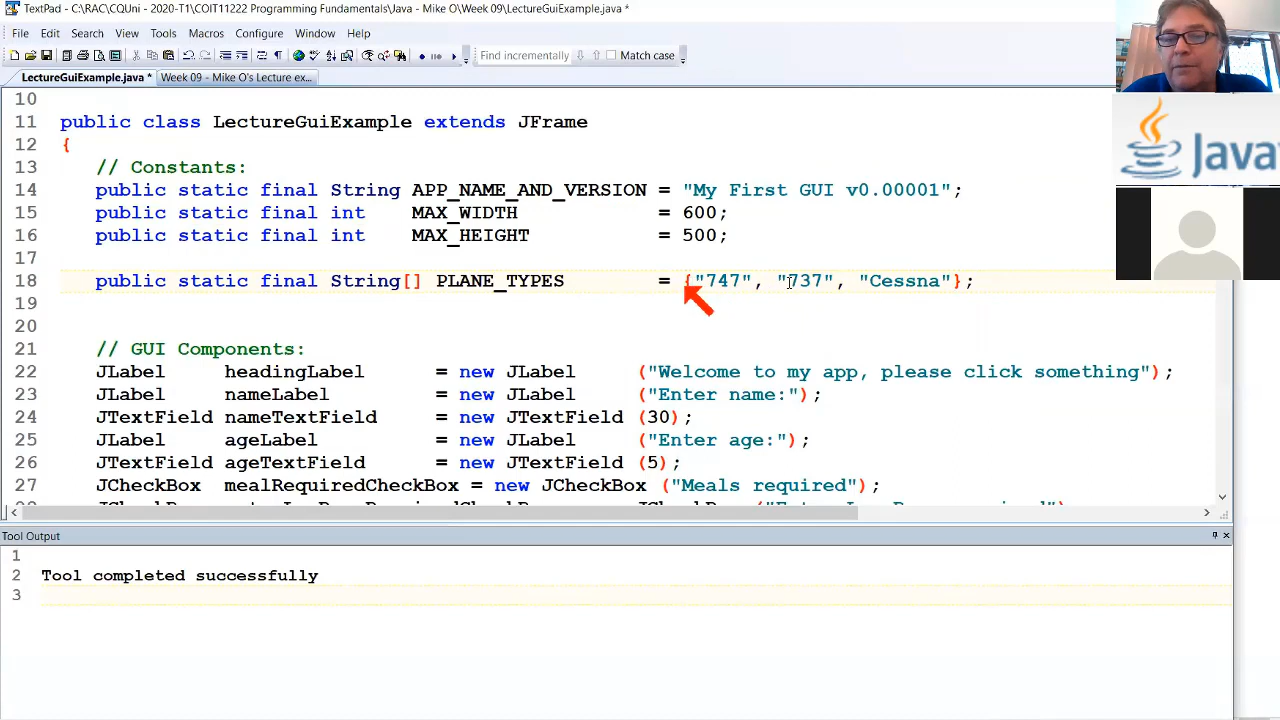 TextPad - C:\RAC\CQUni - 2020-T1\COIT11222 Programming Fundamentals\Java - Mike O\Week 09\LectureGuiExample.java *
File Edit Search View Tools Macros Configure Window Help
Find incrementally Match case
LectureGuiExample.java * Week 09 - Mike O's Lecture ex...
10
11 public class LectureGuiExample extends JFrame
12 {
13 // Constants:
14 public static final String APP_NAME_AND_VERSION = "My First GUI v0.00001";
15 public static final int MAX_WIDTH = 600;
16 public static final int MAX_HEIGHT = 500;
17
18 public static final String[] PLANE_TYPES = {"747", "737", "Cessna"};
19
20
21 // GUI Components:
22 JLabel headingLabel = new JLabel ("Welcome to my app, please click something");
23 JLabel nameLabel = new JLabel ("Enter name:");
24 JTextField nameTextField = new JTextField (30);
25 JLabel ageLabel = new JLabel ("Enter age:");
26 JTextField ageTextField = new JTextField (5);
27 JCheckBox mealRequiredCheckBox = new JCheckBox ("Meals required");
Tool Output
1
2 Tool completed successfully
3
Java